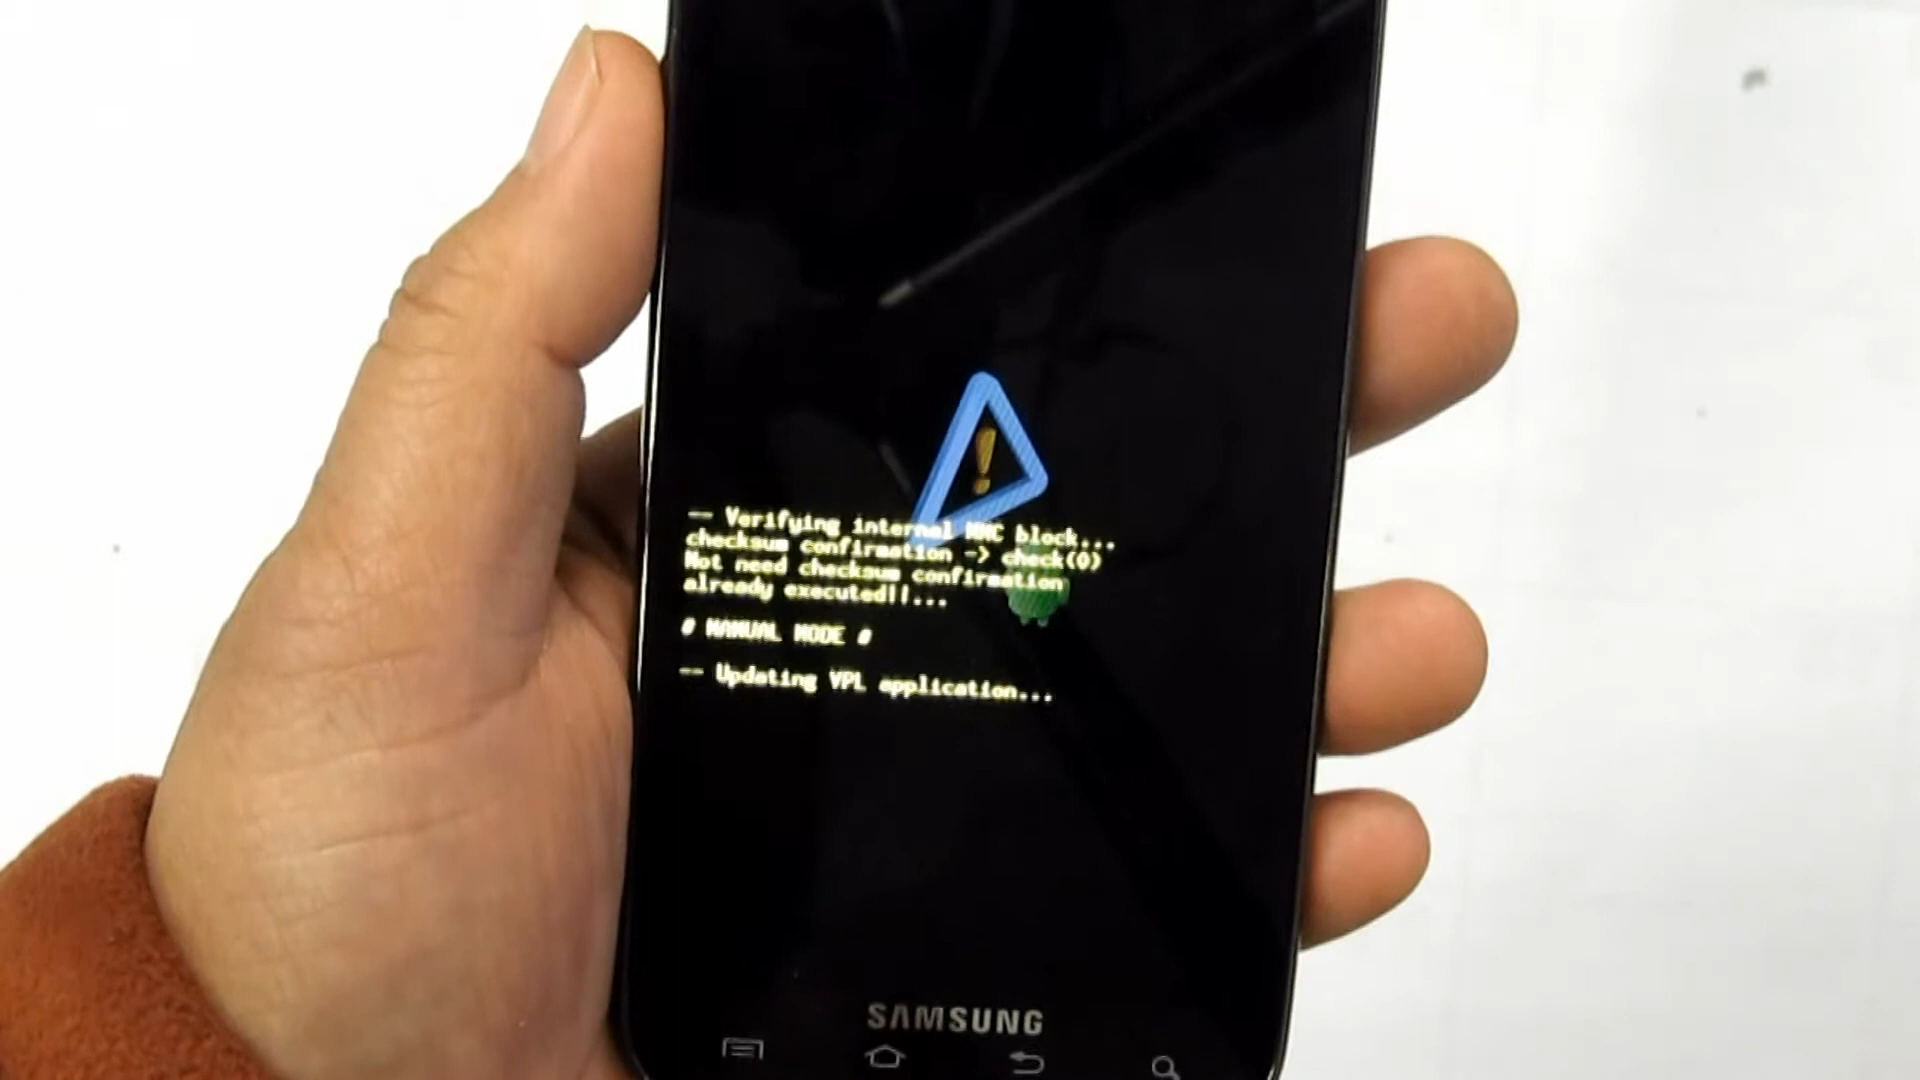 -- Verifying internal MMC block...
checksum confirmation -> check(0)
Not need checksum confirmation
already executed!!...
# MANUAL MODE #
-- Updating VPL application...
SAMSUNG